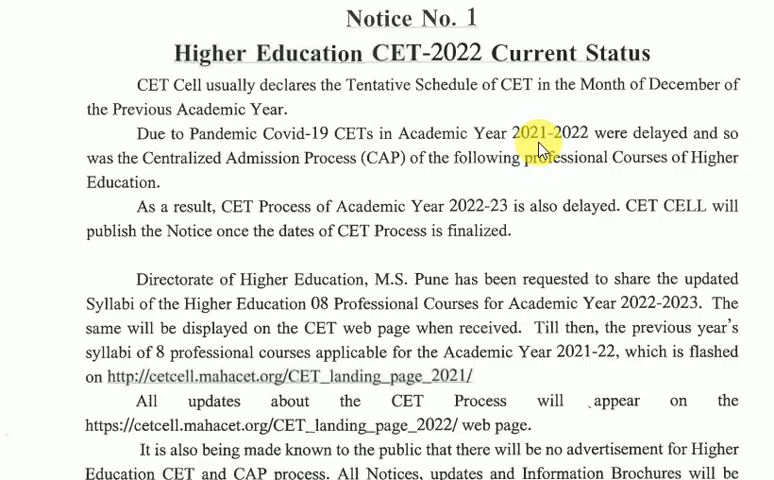 Notice No. 1
Higher Education CET-2022 Current Status
CET Cell usually declares the Tentative Schedule of CET in the Month of December of
the Previous Academic Year.
Due to Pandemic Covid-19 CETs in Academic Year 2021-2022 were delayed and so
was the Centralized Admission Process (CAP) of the following professional Courses of Higher
Education.
As a result, CET Process of Academic Year 2022-23 is also delayed. CET CELL will
publish the Notice once the dates of CET Process is finalized.
Directorate of Higher Education, M.S. Pune has been requested to share the updated
Syllabi of the Higher Education 08 Professional Courses for Academic Year 2022-2023. The
same will be displayed on the CET web page when received. Till then, the previous year's
syllabi of 8 professional courses applicable for the Academic Year 2021-22, which is flashed
on http://cetcell.mahacet.org/CET_landing_page_2021/
All updates about the CET Process will appear on the
https://cetcell.mahacet.org/CET_landing_page_2022/ web page.
It is also being made known to the public that there will be no advertisement for Higher
Education CET and CAP process. All Notices, updates and Information Brochures will be